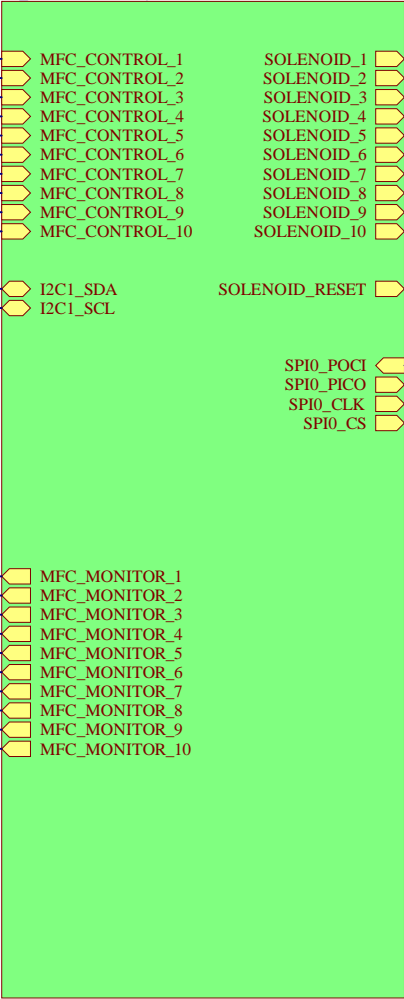 MFC_CONTROL_1
MFC_CONTROL_2
MFC_CONTROL_3
MFC_CONTROL_4
MFC_CONTROL_5
MFC_CONTROL_6
MFC_CONTROL_7
MFC_CONTROL_8
MFC_CONTROL_9
MFC_CONTROL_10
I2C1_SDA
I2C1_SCL
MFC_MONITOR_1
MFC_MONITOR_2
MFC_MONITOR_3
MFC_MONITOR_4
MFC_MONITOR_5
MFC_MONITOR_6
MFC_MONITOR_7
MFC_MONITOR_8
MFC_MONITOR_9
MFC_MONITOR_10
SOLENOID_1
SOLENOID_2
SOLENOID_3
SOLENOID_4
SOLENOID_5
SOLENOID_6
SOLENOID_7
SOLENOID_8
SOLENOID_9
SOLENOID_10
SOLENOID_RESET
SPI0_POCI
SPI0_PICO
SPI0_CLK
SPI0_CS